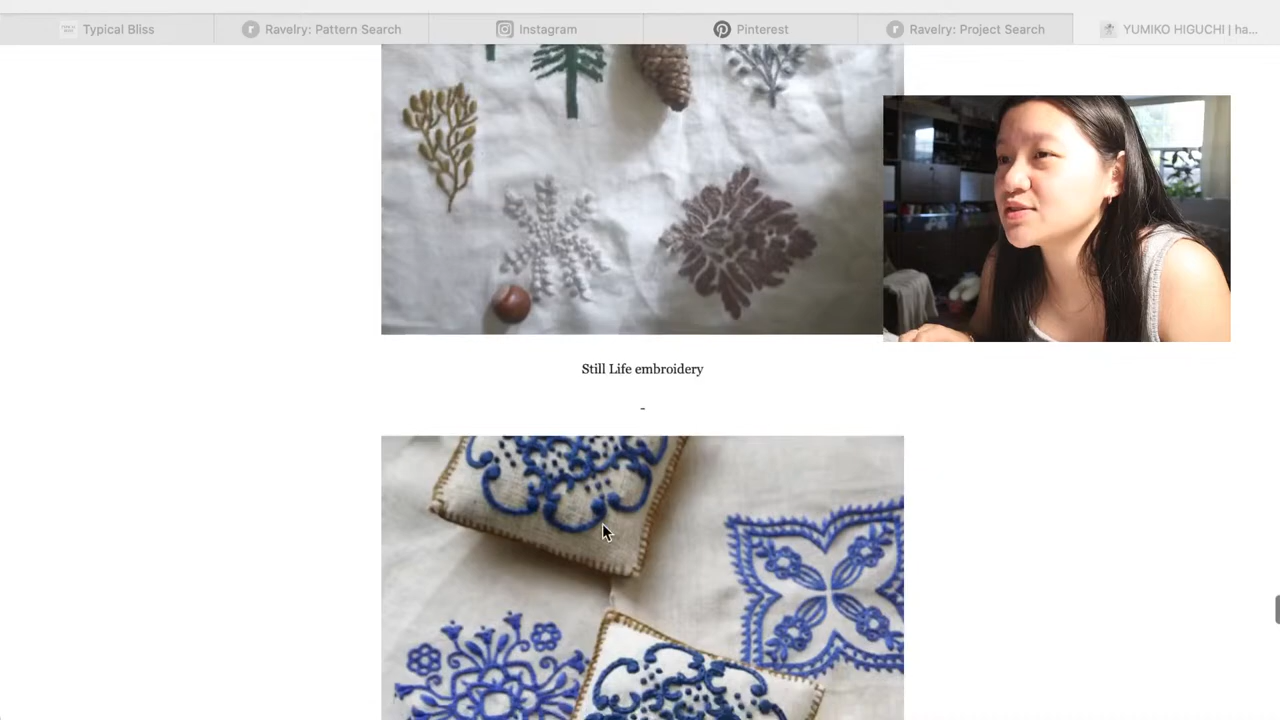 Typical Bliss
Ravelry: Pattern Search
Instagram
Pinterest
Ravelry: Project Search
YUMIKO HIGUCHI | ha...
Still Life embroidery
-